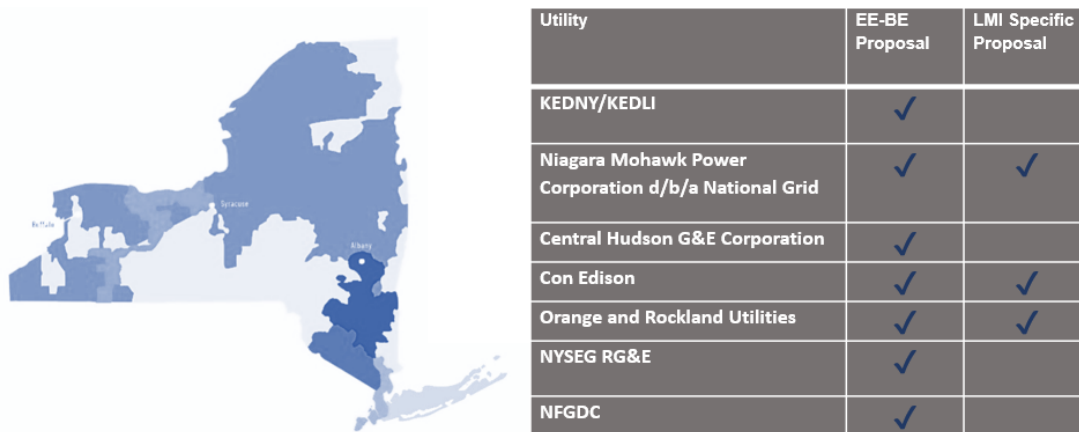 Buffalo
Syracuse
Albany
Utility
EE-BE
Proposal
LMI Specific
Proposal
KEDNY/KEDLI
✓
Niagara Mohawk Power
Corporation d/b/a National Grid
✓ ✓
Central Hudson G&E Corporation ✓
Con Edison ✓ ✓
Orange and Rockland Utilities ✓ ✓
NYSEG RG&E ✓
NFGDC ✓